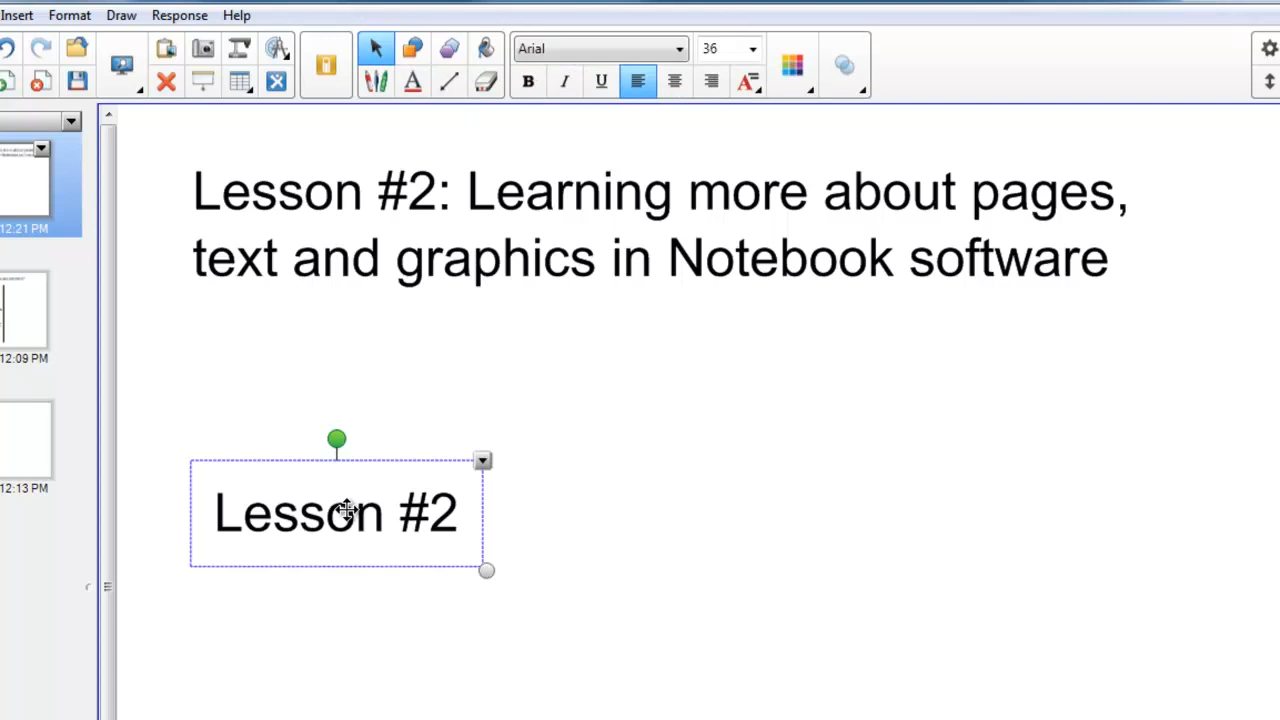 Insert Format Draw Response Help
Arial 36
B I U A
A
Lesson #2: Learning more about pages,
text and graphics in Notebook software
12:21 PM
12:09 PM
Lesson #2
12:13 PM